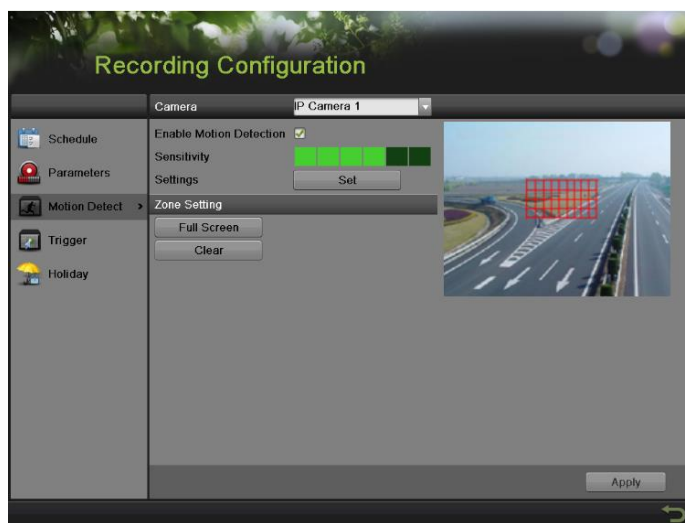 Recording Configuration
Camera
IP Camera 1
Schedule
Parameters
Motion Detect >
Trigger
Holiday
Enable Motion Detection
Sensitivity
Settings
Set
Zone Setting
Full Screen
Clear
Apply